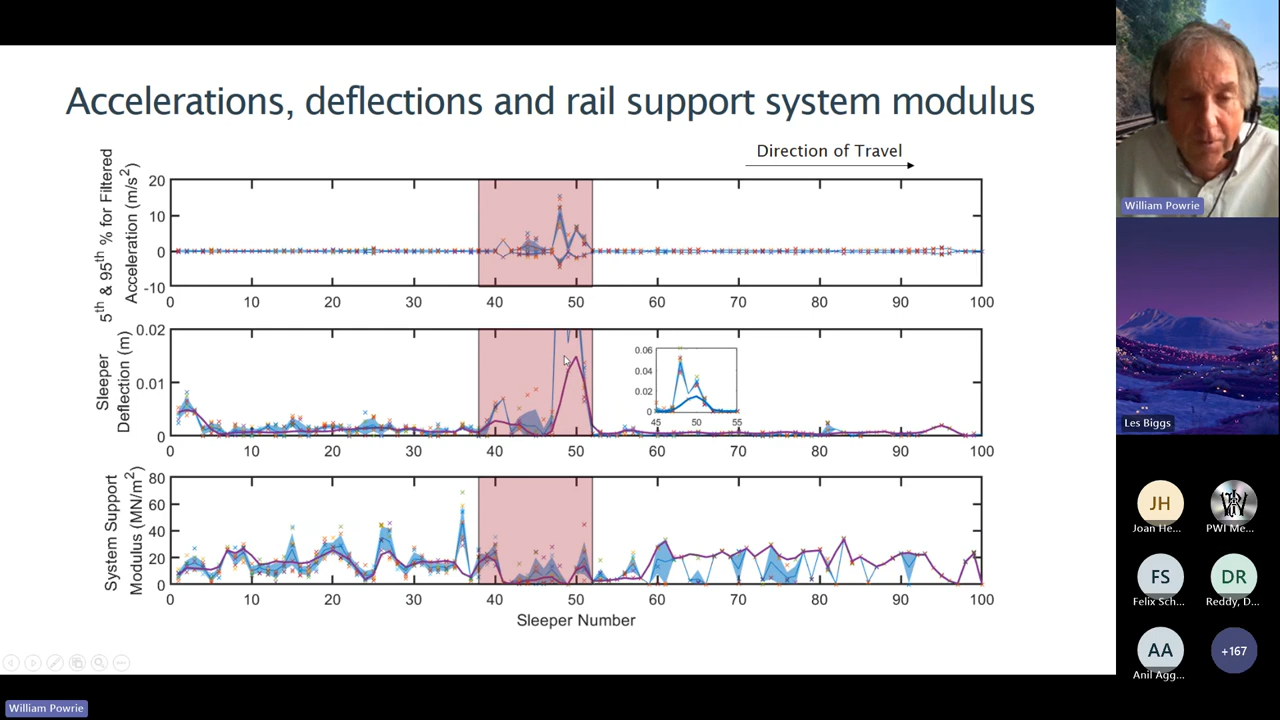 Accelerations, deflections and rail support system modulus
Direction of Travel
5th & 95th % for Filtered
Acceleration (m/s2)
20
10
0
-10
0 10 20 30 40 50 60 70 80 90 100
Sleeper
Deflection (m)
0.02
0.01
0
0.06
0.04
0.02
0
45 50 55
0 10 20 30 40 50 60 70 80 90 100
System Support
Modulus (MN/m2)
80
60
40
20
0
0 10 20 30 40 50 60 70 80 90 100
Sleeper Number
William Powrie
William Powrie
Les Biggs
JH
Joan He...
PWI Me...
FS
Felix Sch...
DR
Reddy, D...
AA
Anil Agg...
+167